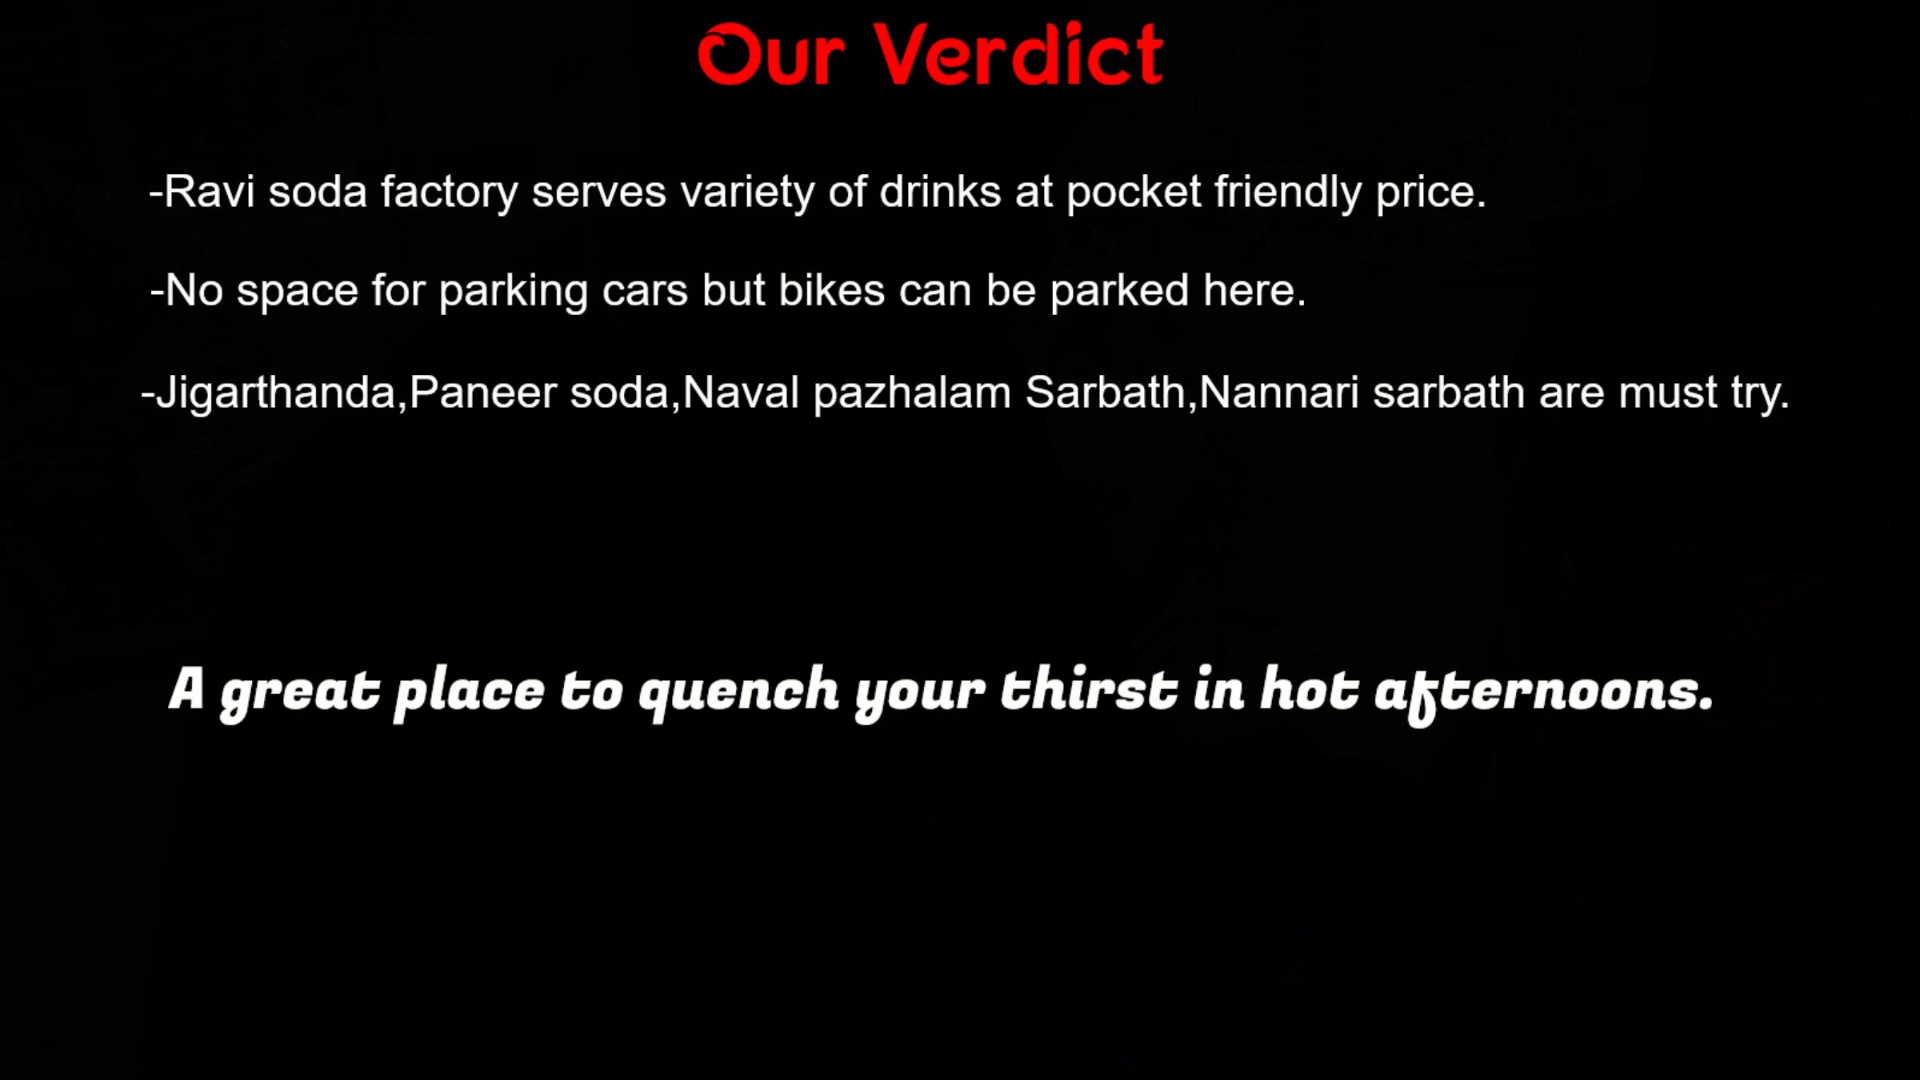 Our Verdict
-Ravi soda factory serves variety of drinks at pocket friendly price.
-No space for parking cars but bikes can be parked here.
-Jigarthanda,Paneer soda,Naval pazhalam Sarbath,Nannari sarbath are must try.
A great place to quench your thirst in hot afternoons.